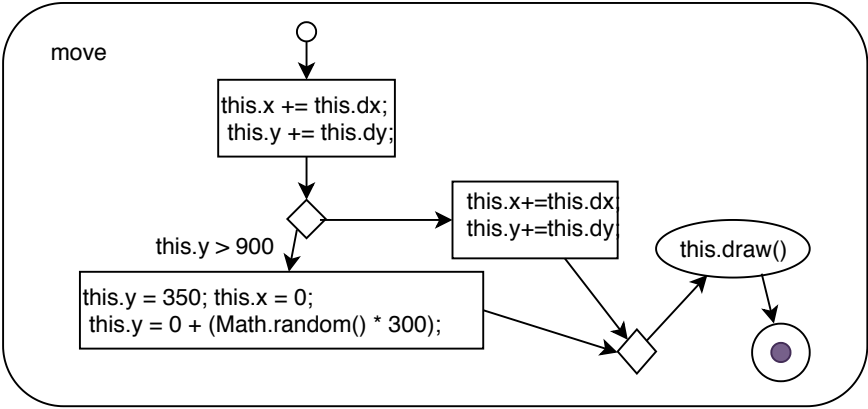 move
this.x += this.dx;
this.y += this.dy;
this.x+=this.dx;
this.y+=this.dy;
this.y > 900
this.draw()
this.y = 350; this.x = 0;
this.y = 0 + (Math.random() * 300);